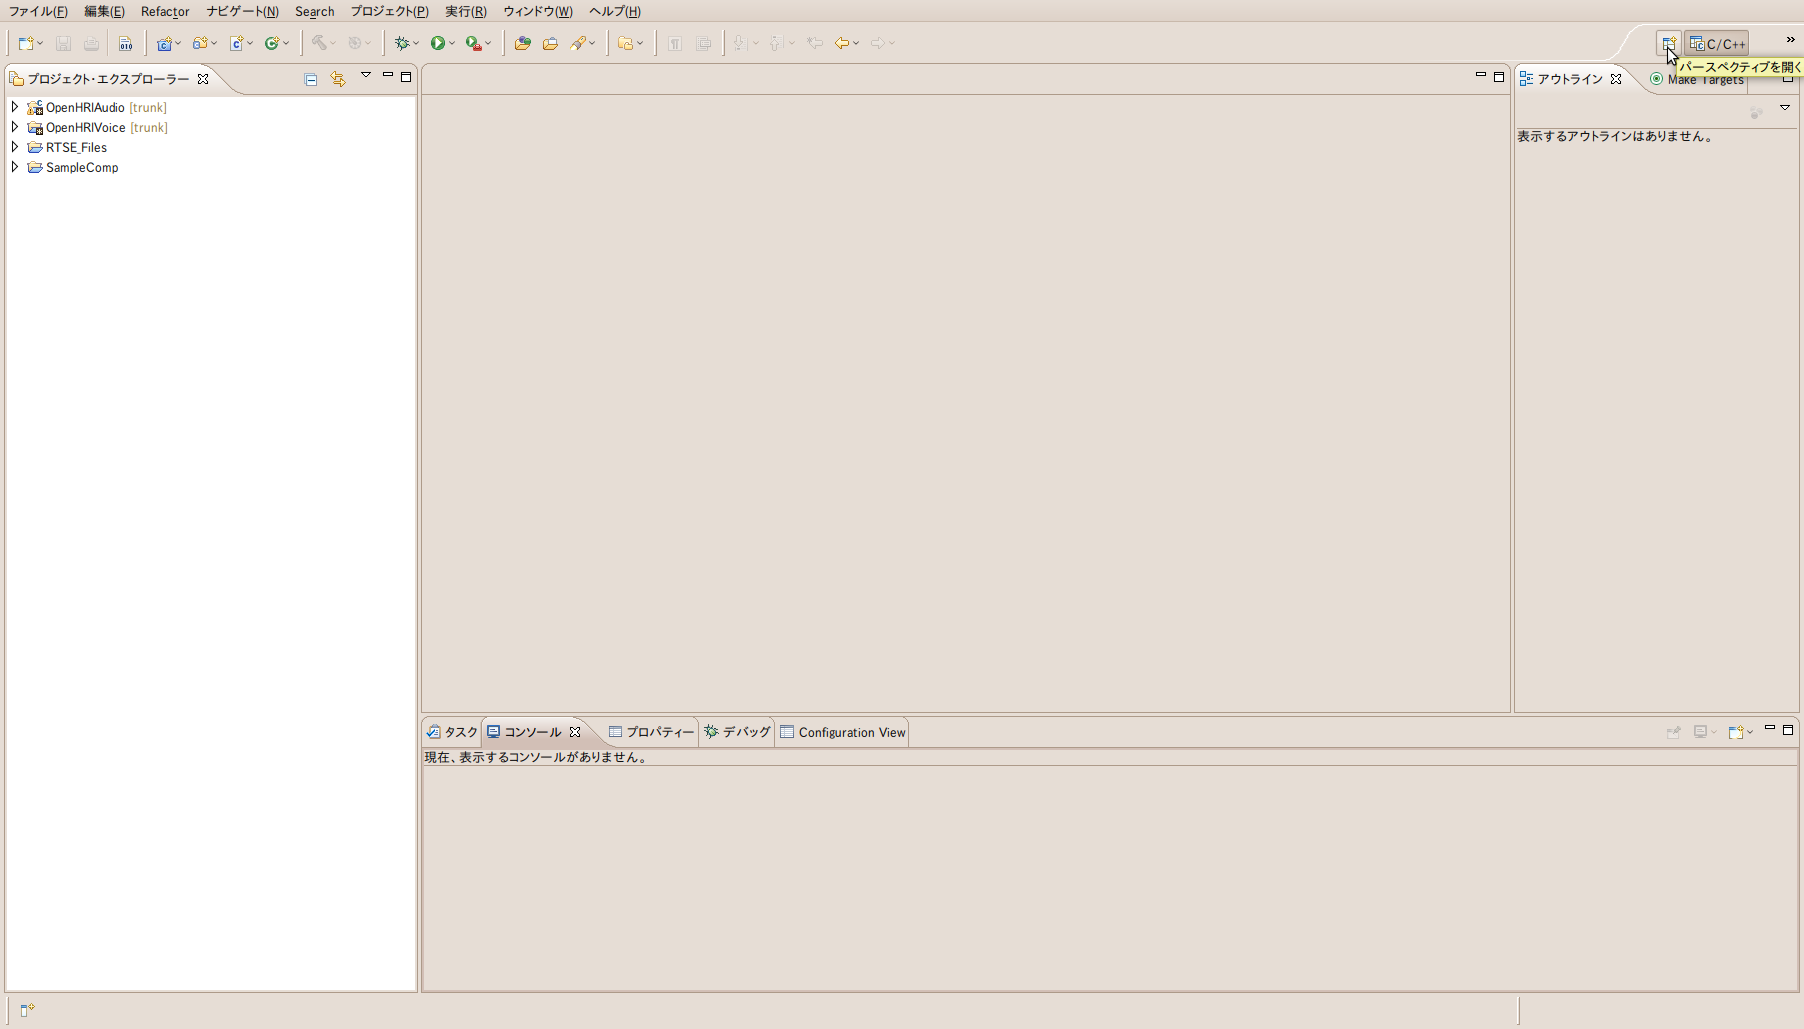 ファイル(F) 編集(E) Refactor ナビゲート(N) Search プロジェクト(P) 実行(R) ウィンドウ(W) ヘルプ(H)
C/C++ »
パースペクティブを開く
プロジェクト・エクスプローラー
OpenHRIAudio [trunk]
OpenHRIVoice [trunk]
RTSE_Files
SampleComp
アウトライン Make Targets
表示するアウトラインはありません。
タスク コンソール プロパティー デバッグ Configuration View
現在、表示するコンソールがありません。